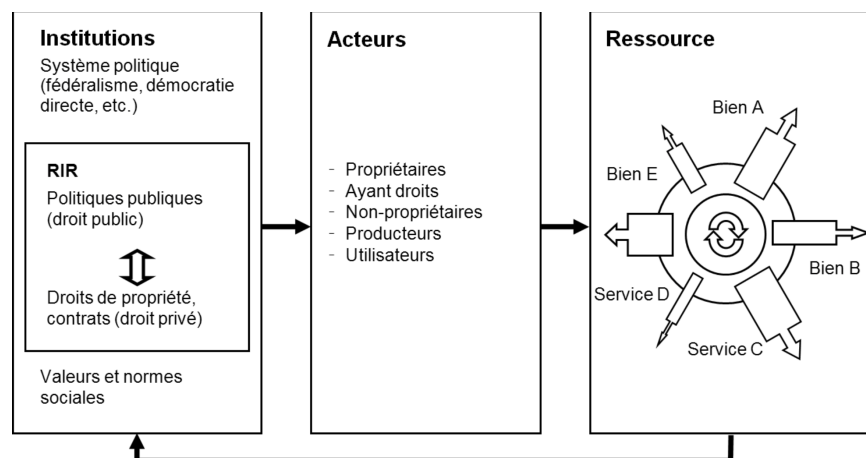 Institutions
Système politique
(fédéralisme, démocratie
directe, etc.)
RIR
Politiques publiques
(droit public)
Droits de propriété,
contrats (droit privé)
Valeurs et normes
sociales
Acteurs
- Propriétaires
- Ayant droits
- Non-propriétaires
- Producteurs
- Utilisateurs
Ressource
Bien A
Bien E
Bien B
Service D
Service C